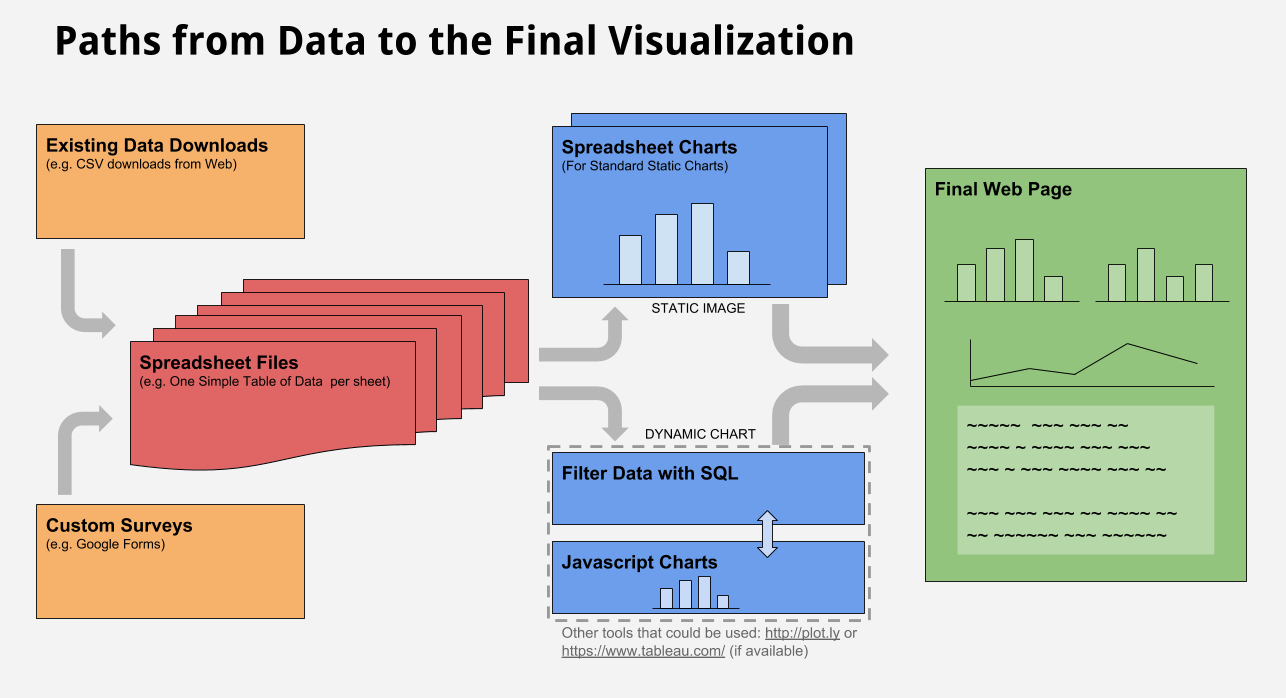 Paths from Data to the Final Visualization
Existing Data Downloads
(e.g. CSV downloads from Web)
Spreadsheet Files
(e.g. One Simple Table of Data  per sheet)
Custom Surveys
(e.g. Google Forms)
Spreadsheet Charts
(For Standard Static Charts)
STATIC IMAGE
DYNAMIC CHART
Filter Data with SQL
Javascript Charts
Other tools that could be used: http://plot.ly or
https://www.tableau.com/ (if available)
Final Web Page
~~~~~  ~~~ ~~~ ~~
~~~~ ~ ~~~~ ~~~ ~~~
~~~ ~ ~~~ ~~~~ ~~~ ~~
~~~ ~~~ ~~~ ~~ ~~~~ ~~
~~ ~~~~~~ ~~~ ~~~~~~